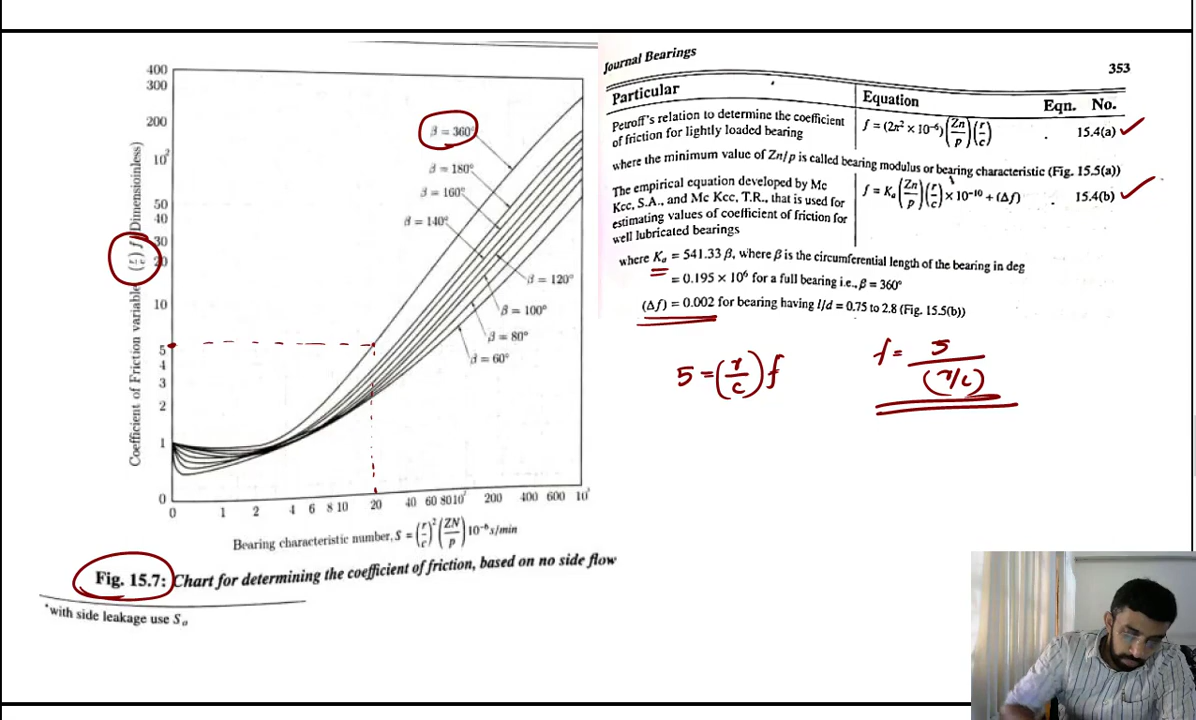 400
300
200
10²
50
40
30
20
10
5
4
3
2
1
0
Coefficient of Friction variable (r/c) f (Dimensioinless)
β = 360°
β = 180°
β = 160°
β = 140°
β = 120°
β = 100°
β = 80°
β = 60°
0 1 2 4 6 8 10 20 40 60 80 10² 200 400 600 10³
Bearing characteristic number, S = (r/c)² (ZN/p) 10⁻⁶ s/min
Fig. 15.7: Chart for determining the coefficient of friction, based on no side flow
*with side leakage use Sₐ
Journal Bearings
353
Particular Equation Eqn. No.
Petroff's relation to determine the coefficient f = (2π² × 10⁻⁶) (Zn/p) (r/c) 15.4(a)
of friction for lightly loaded bearing
where the minimum value of Zn/p is called bearing modulus or bearing characteristic (Fig. 15.5(a))
The empirical equation developed by Mc f = Kₐ (Zn/p) (r/c) × 10⁻¹⁰ + (Δf) 15.4(b)
Kcc, S.A., and Mc Kcc, T.R., that is used for
estimating values of coefficient of friction for
well lubricated bearings
where Kₐ = 541.33 β, where β is the circumferential length of the bearing in deg
= 0.195 × 10⁶ for a full bearing i.e., β = 360°
(Δf) = 0.002 for bearing having l/d = 0.75 to 2.8 (Fig. 15.5(b))
5 = (r/c) f
f = 5/(r/c)